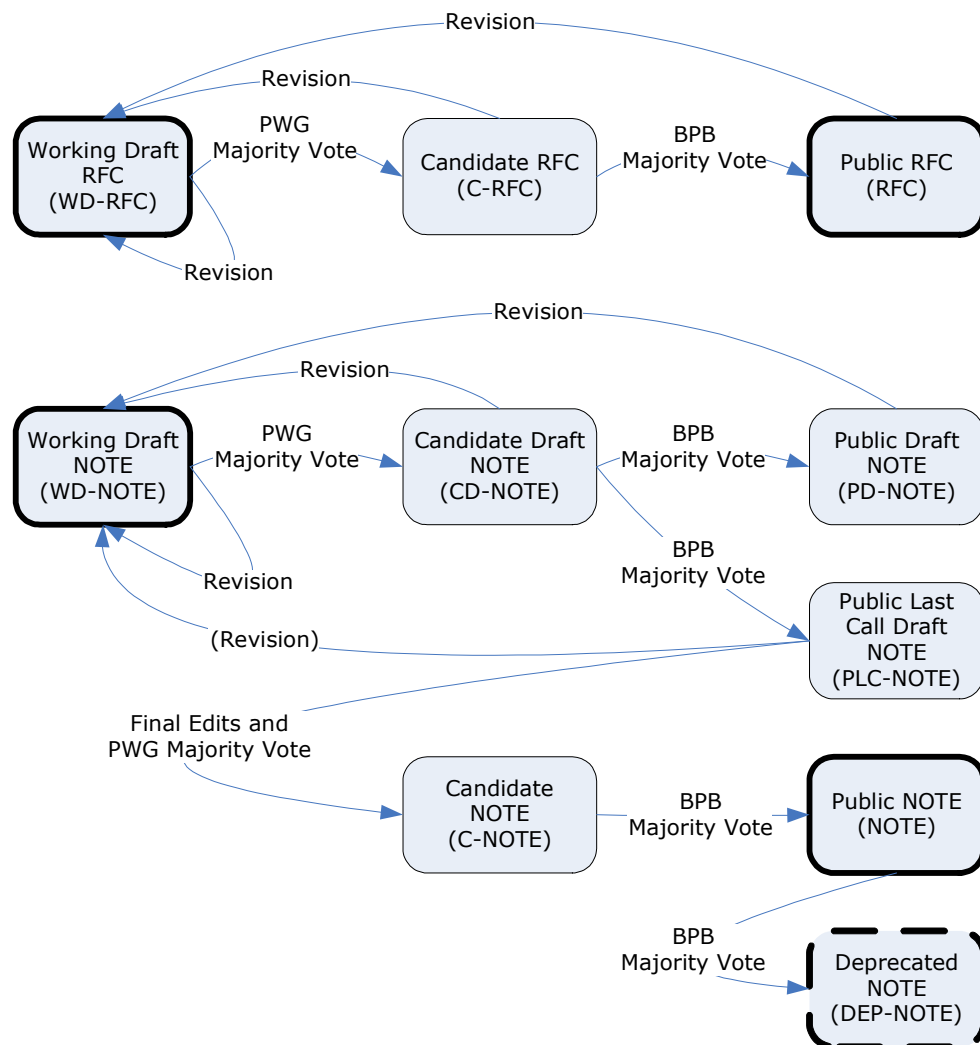 Revision
Revision
PWG
Majority Vote
BPB
Majority Vote
Working Draft
RFC
(WD-RFC)
Candidate RFC
(C-RFC)
Public RFC
(RFC)
Revision
Revision
Revision
PWG
Majority Vote
BPB
Majority Vote
Working Draft
NOTE
(WD-NOTE)
Candidate Draft
NOTE
(CD-NOTE)
Public Draft
NOTE
(PD-NOTE)
Revision
BPB
Majority Vote
(Revision)
Public Last
Call Draft
NOTE
(PLC-NOTE)
Final Edits and
PWG Majority Vote
Candidate
NOTE
(C-NOTE)
BPB
Majority Vote
Public NOTE
(NOTE)
BPB
Majority Vote
Deprecated
NOTE
(DEP-NOTE)